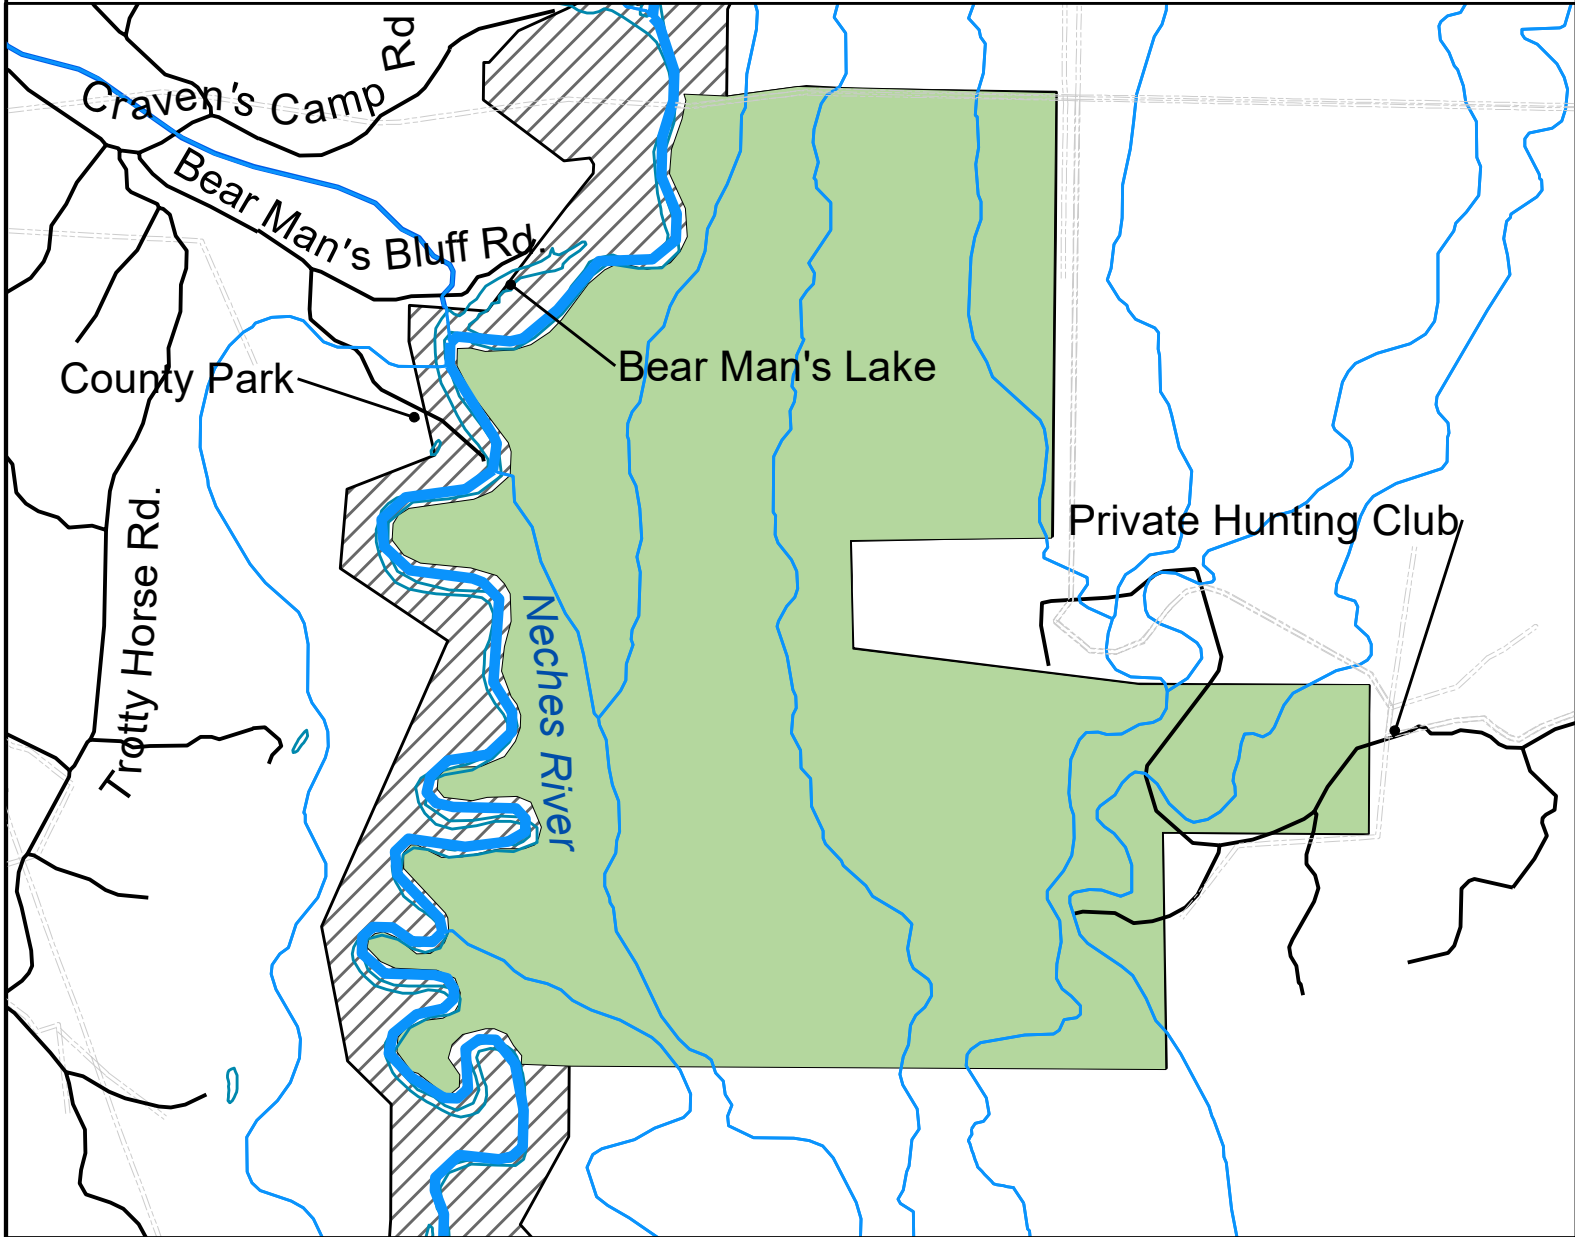 Craven's Camp Rd
Bear Man's Bluff Rd.
County Park
Bear Man's Lake
Private Hunting Club
Trotty Horse Rd.
Neches River